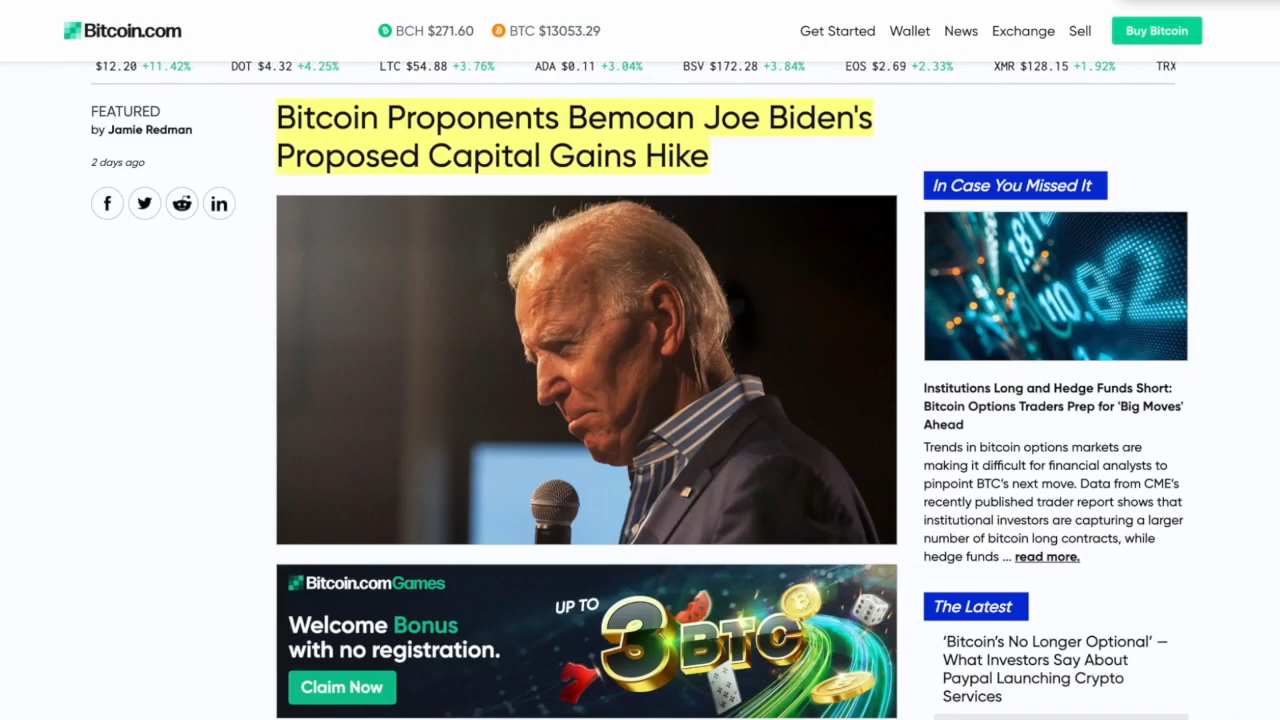 Bitcoin.com
BCH $271.60 BTC $13053.29
Get Started Wallet News Exchange Sell Buy Bitcoin
$12.20 +11.42% DOT $4.32 +4.25% LTC $54.88 +3.76% ADA $0.11 +3.04% BSV $172.28 +3.84% EOS $2.69 +2.33% XMR $128.15 +1.92% TRX
FEATURED
by Jamie Redman
2 days ago
Bitcoin Proponents Bemoan Joe Biden's
Proposed Capital Gains Hike
Bitcoin.comGames
Welcome Bonus
with no registration.
Claim Now
UP TO
3 BTC
In Case You Missed It
Institutions Long and Hedge Funds Short:
Bitcoin Options Traders Prep for 'Big Moves'
Ahead
Trends in bitcoin options markets are
making it difficult for financial analysts to
pinpoint BTC's next move. Data from CME's
recently published trader report shows that
institutional investors are capturing a larger
number of bitcoin long contracts, while
hedge funds ... read more.
The Latest
'Bitcoin's No Longer Optional' —
What Investors Say About
Paypal Launching Crypto
Services